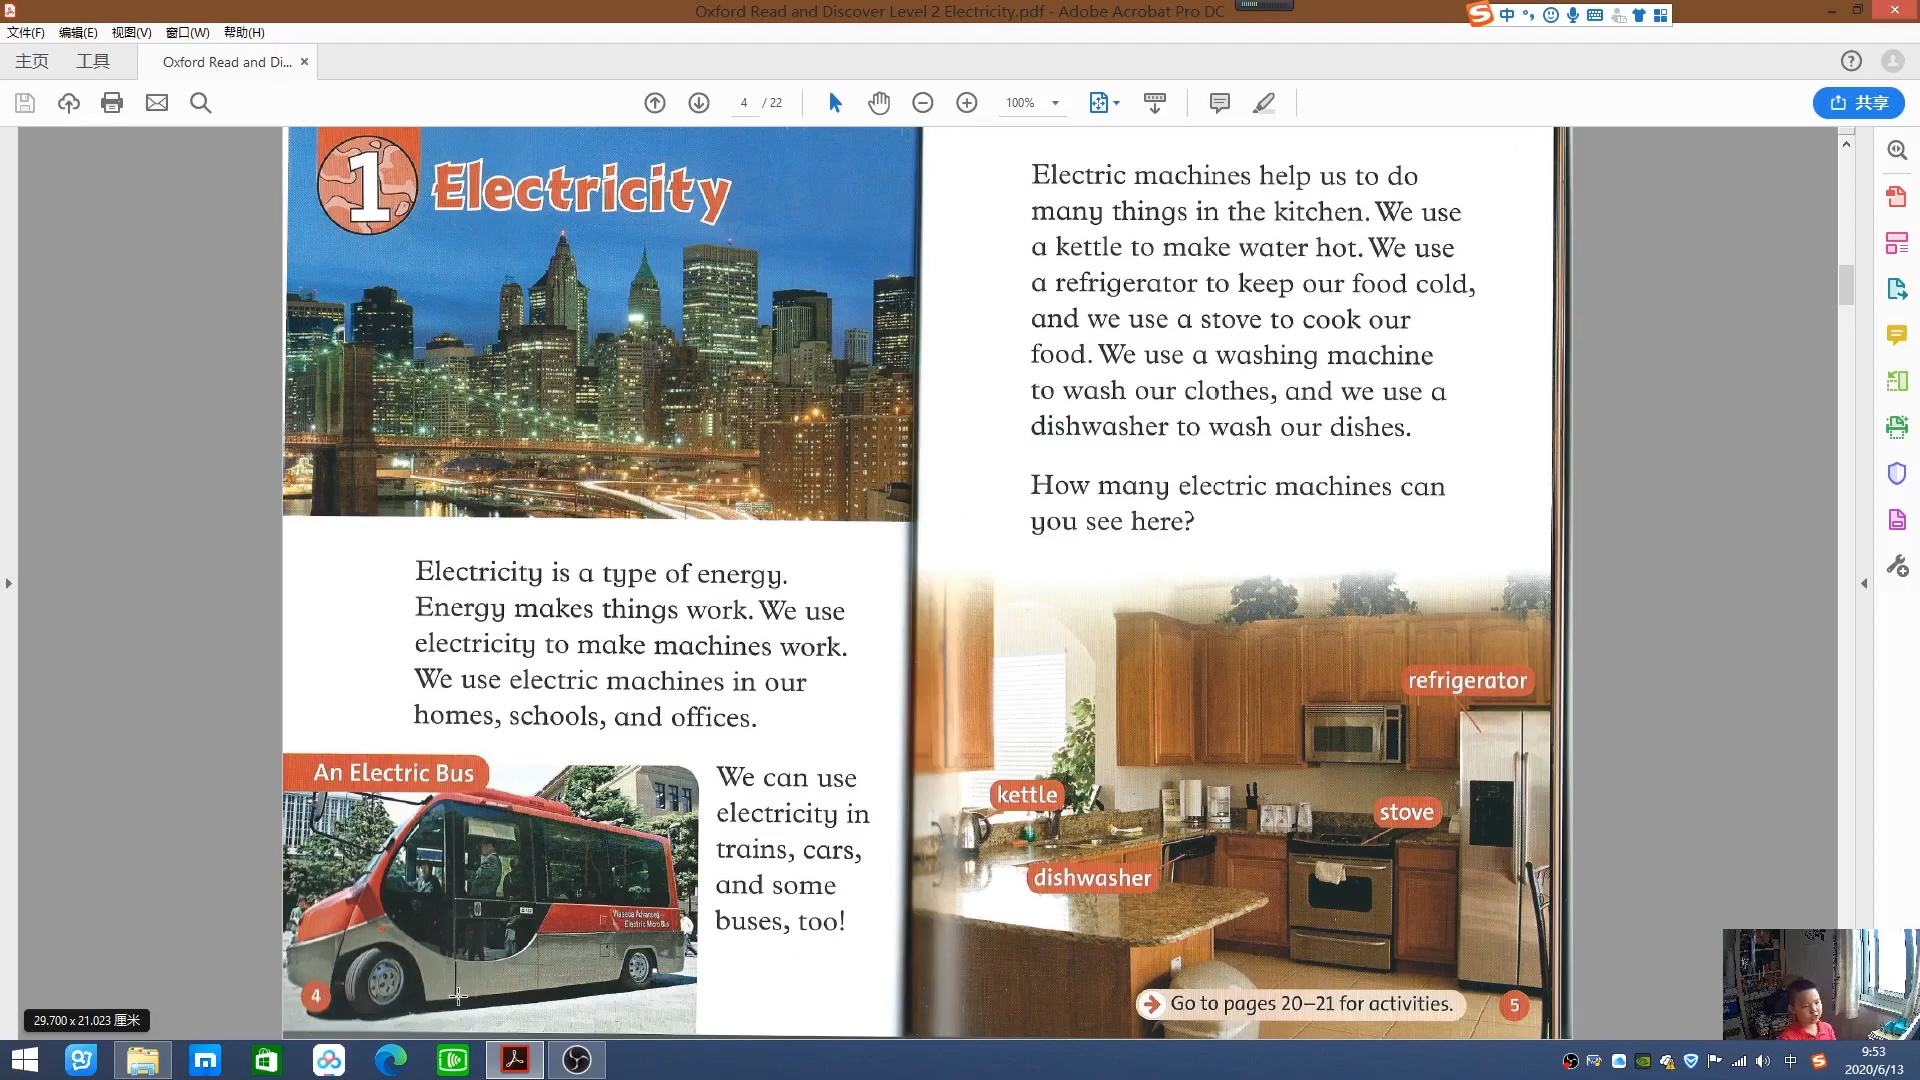 Oxford Read and Discover Level 2 Electricity.pdf - Adobe Acrobat Pro DC
中
文件(F) 编辑(E) 视图(V) 窗口(W) 帮助(H)
主页 工具 Oxford Read and Di... ×
4 / 22 100% 共享
1 Electricity
Electricity is a type of energy.
Energy makes things work. We use
electricity to make machines work.
We use electric machines in our
homes, schools, and offices.
An Electric Bus
We can use
electricity in
trains, cars,
and some
buses, too!
Waseda Advanced
Electric Micro Bus
4
Electric machines help us to do
many things in the kitchen. We use
a kettle to make water hot. We use
a refrigerator to keep our food cold,
and we use a stove to cook our
food. We use a washing machine
to wash our clothes, and we use a
dishwasher to wash our dishes.
How many electric machines can
you see here?
refrigerator
kettle
stove
dishwasher
Go to pages 20–21 for activities.
5
29.700 x 21.023 厘米
中
9:53
2020/6/13